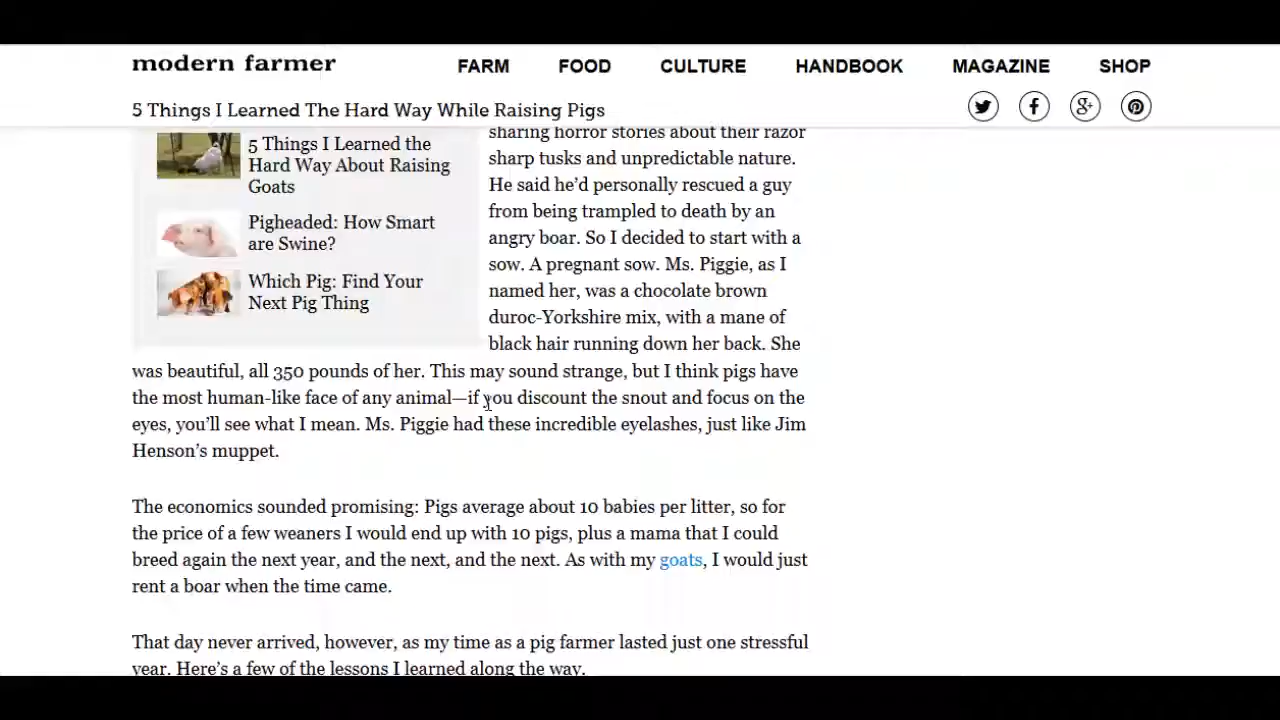 modern farmer
FARM
FOOD
CULTURE
HANDBOOK
MAGAZINE
SHOP
5 Things I Learned The Hard Way While Raising Pigs
5 Things I Learned the
Hard Way About Raising
Goats
Pigheaded: How Smart
are Swine?
Which Pig: Find Your
Next Pig Thing
sharing horror stories about their razor
sharp tusks and unpredictable nature.
He said he’d personally rescued a guy
from being trampled to death by an
angry boar. So I decided to start with a
sow. A pregnant sow. Ms. Piggie, as I
named her, was a chocolate brown
duroc-Yorkshire mix, with a mane of
black hair running down her back. She
was beautiful, all 350 pounds of her. This may sound strange, but I think pigs have
the most human-like face of any animal—if you discount the snout and focus on the
eyes, you’ll see what I mean. Ms. Piggie had these incredible eyelashes, just like Jim
Henson’s muppet.
The economics sounded promising: Pigs average about 10 babies per litter, so for
the price of a few weaners I would end up with 10 pigs, plus a mama that I could
breed again the next year, and the next, and the next. As with my goats, I would just
rent a boar when the time came.
That day never arrived, however, as my time as a pig farmer lasted just one stressful
year. Here’s a few of the lessons I learned along the way.